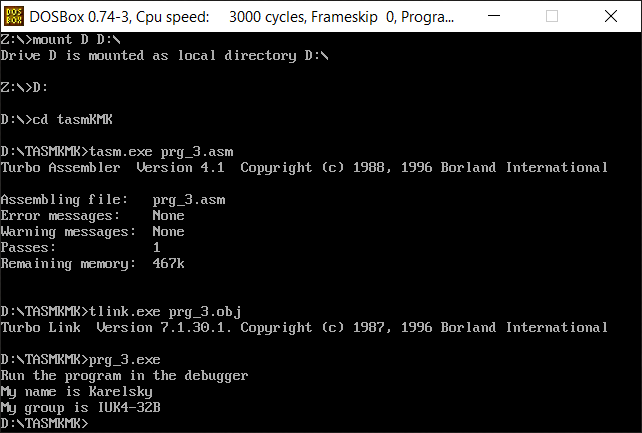 DOS BOX DOSBox 0.74-3, Cpu speed: 3000 cycles, Frameskip 0, Progra...
Z:\>mount D D:\
Drive D is mounted as local directory D:\
Z:\>D:
D:\>cd tasmKMK
D:\TASMKMK>tasm.exe prg_3.asm
Turbo Assembler Version 4.1 Copyright (c) 1988, 1996 Borland International
Assembling file: prg_3.asm
Error messages: None
Warning messages: None
Passes: 1
Remaining memory: 467k
D:\TASMKMK>tlink.exe prg_3.obj
Turbo Link Version 7.1.30.1. Copyright (c) 1987, 1996 Borland International
D:\TASMKMK>prg_3.exe
Run the program in the debugger
My name is Karelsky
My group is IUK4-32B
D:\TASMKMK>